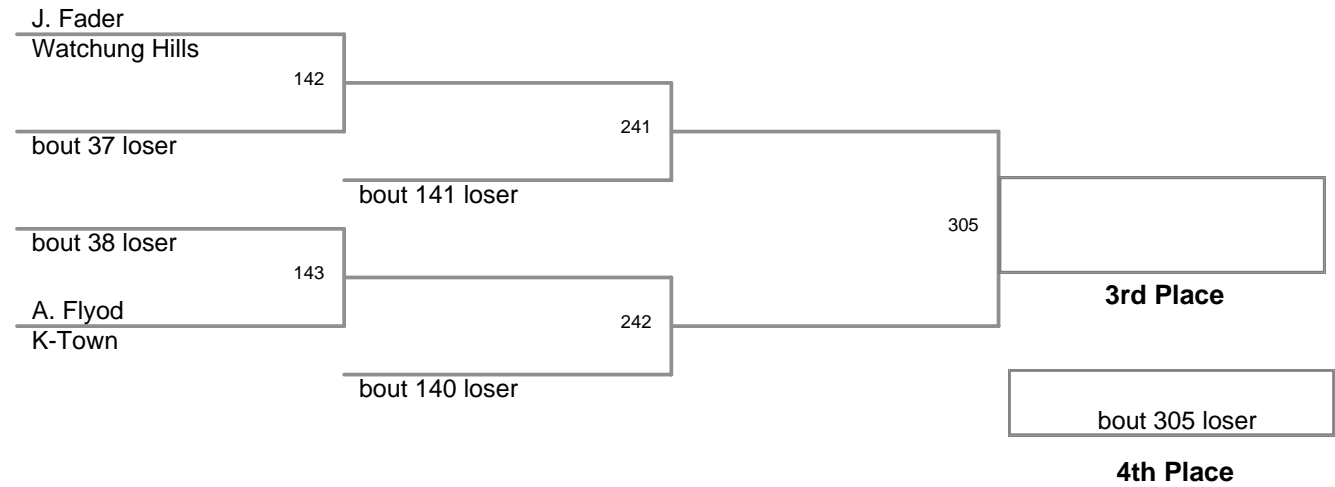 J. Fader
Watchung Hills
142
bout 37 loser
241
bout 141 loser
bout 38 loser
143
305
A. Flyod
K-Town
242
bout 140 loser
3rd Place
bout 305 loser
4th Place